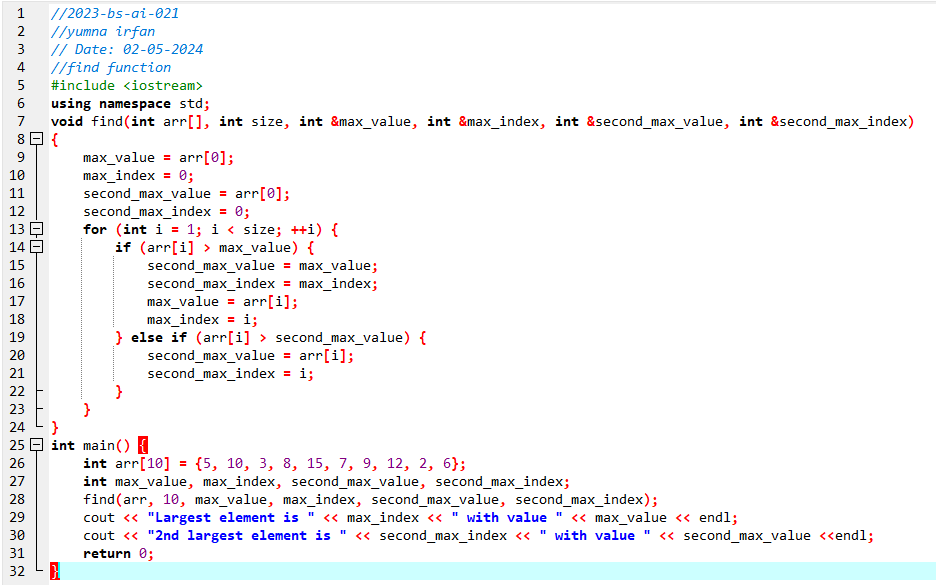 1 //2023-bs-ai-021
2 //yumna irfan
3 // Date: 02-05-2024
4 //find function
5 #include <iostream>
6 using namespace std;
7 void find(int arr[], int size, int &max_value, int &max_index, int &second_max_value, int &second_max_index)
8 {
9     max_value = arr[0];
10     max_index = 0;
11     second_max_value = arr[0];
12     second_max_index = 0;
13     for (int i = 1; i < size; ++i) {
14         if (arr[i] > max_value) {
15             second_max_value = max_value;
16             second_max_index = max_index;
17             max_value = arr[i];
18             max_index = i;
19         } else if (arr[i] > second_max_value) {
20             second_max_value = arr[i];
21             second_max_index = i;
22         }
23     }
24 }
25 int main() {
26     int arr[10] = {5, 10, 3, 8, 15, 7, 9, 12, 2, 6};
27     int max_value, max_index, second_max_value, second_max_index;
28     find(arr, 10, max_value, max_index, second_max_value, second_max_index);
29     cout << "Largest element is " << max_index << " with value " << max_value << endl;
30     cout << "2nd largest element is " << second_max_index << " with value " << second_max_value <<endl;
31     return 0;
32 }